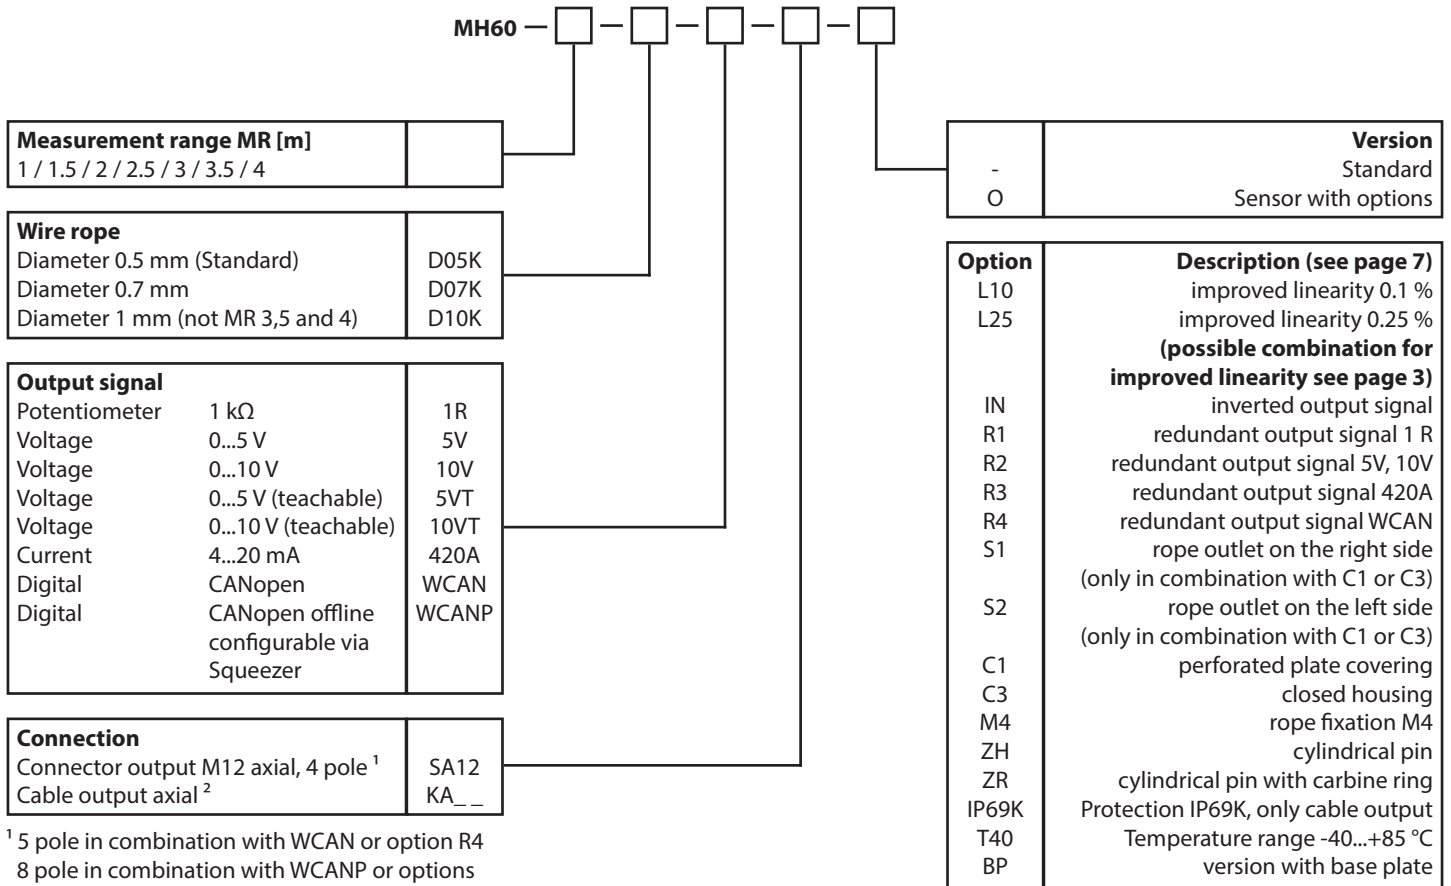 MH60
Measurement range MR [m]
1 / 1.5 / 2 / 2.5 / 3 / 3.5 / 4
Wire rope
Diameter 0.5 mm (Standard) D05K
Diameter 0.7 mm D07K
Diameter 1 mm (not MR 3,5 and 4) D10K
Output signal
Potentiometer 1 kΩ 1R
Voltage 0...5 V 5V
Voltage 0...10 V 10V
Voltage 0...5 V (teachable) 5VT
Voltage 0...10 V (teachable) 10VT
Current 4...20 mA 420A
Digital CANopen WCAN
Digital CANopen offline WCANP
configurable via
Squeezer
Connection
Connector output M12 axial, 4 pole ¹ SA12
Cable output axial ² KA_ _
¹ 5 pole in combination with WCAN or option R4
8 pole in combination with WCANP or options
Version
- Standard
O Sensor with options
Option Description (see page 7)
L10 improved linearity 0.1 %
L25 improved linearity 0.25 %
(possible combination for
improved linearity see page 3)
IN inverted output signal
R1 redundant output signal 1 R
R2 redundant output signal 5V, 10V
R3 redundant output signal 420A
R4 redundant output signal WCAN
S1 rope outlet on the right side
(only in combination with C1 or C3)
S2 rope outlet on the left side
(only in combination with C1 or C3)
C1 perforated plate covering
C3 closed housing
M4 rope fixation M4
ZH cylindrical pin
ZR cylindrical pin with carbine ring
IP69K Protection IP69K, only cable output
T40 Temperature range -40...+85 °C
BP version with base plate